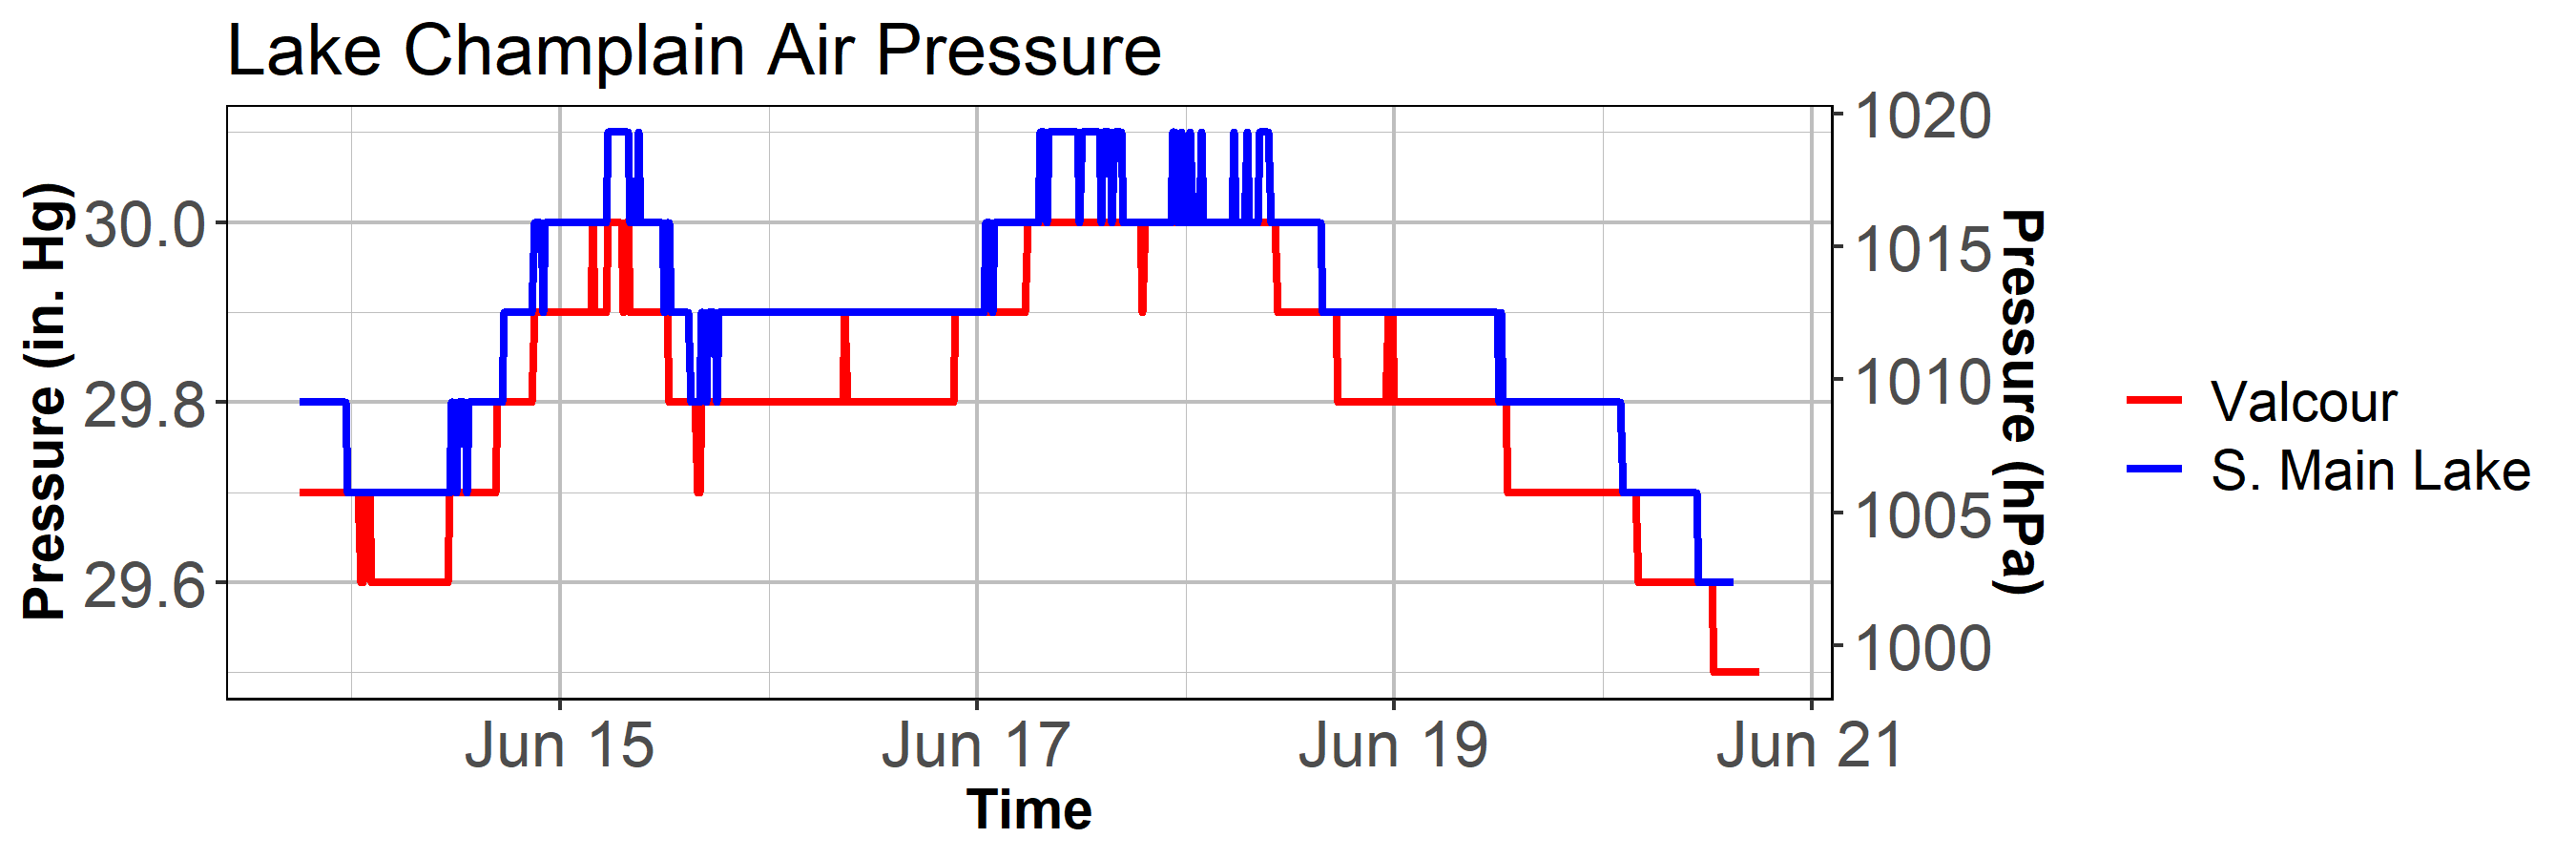 Lake Champlain Air Pressure
Pressure (in. Hg)
30.0
29.8
29.6
1020
1015
1010
1005
1000
Pressure (hPa)
Valcour
S. Main Lake
Jun 15
Jun 17
Jun 19
Jun 21
Time